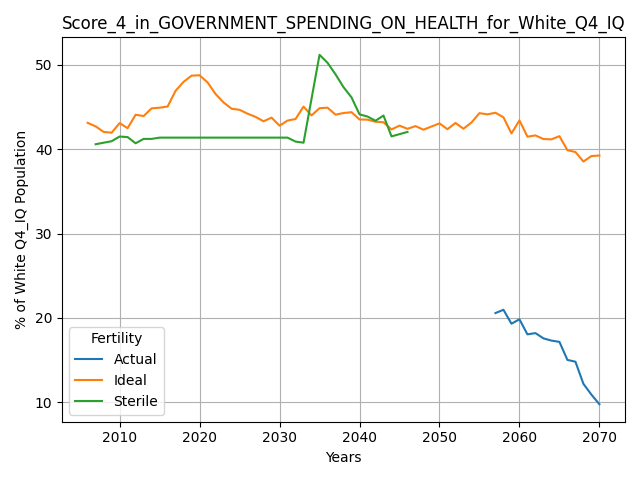 Score_4_in_GOVERNMENT_SPENDING_ON_HEALTH_for_White_Q4_IQ
% of White Q4_IQ Population
50
40
30
20
10
Fertility
Actual
Ideal
Sterile
2010 2020 2030 2040 2050 2060 2070
Years